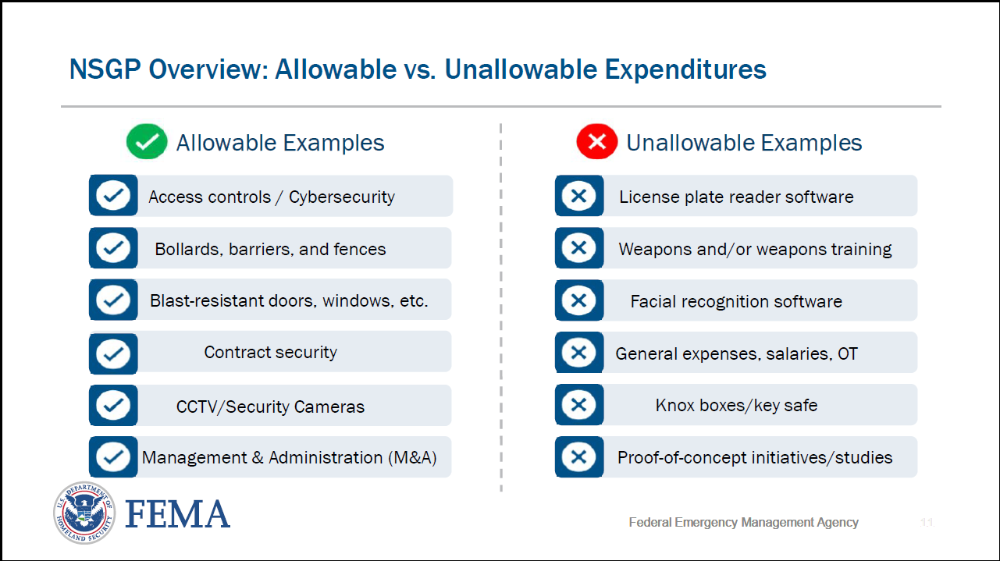 NSGP Overview: Allowable vs. Unallowable Expenditures
Allowable Examples
Access controls / Cybersecurity
Bollards, barriers, and fences
Blast-resistant doors, windows, etc.
Contract security
CCTV/Security Cameras
Management & Administration (M&A)
Unallowable Examples
License plate reader software
Weapons and/or weapons training
Facial recognition software
General expenses, salaries, OT
Knox boxes/key safe
Proof-of-concept initiatives/studies
U.S. DEPARTMENT OF
HOMELAND SECURITY
FEMA
Federal Emergency Management Agency
11